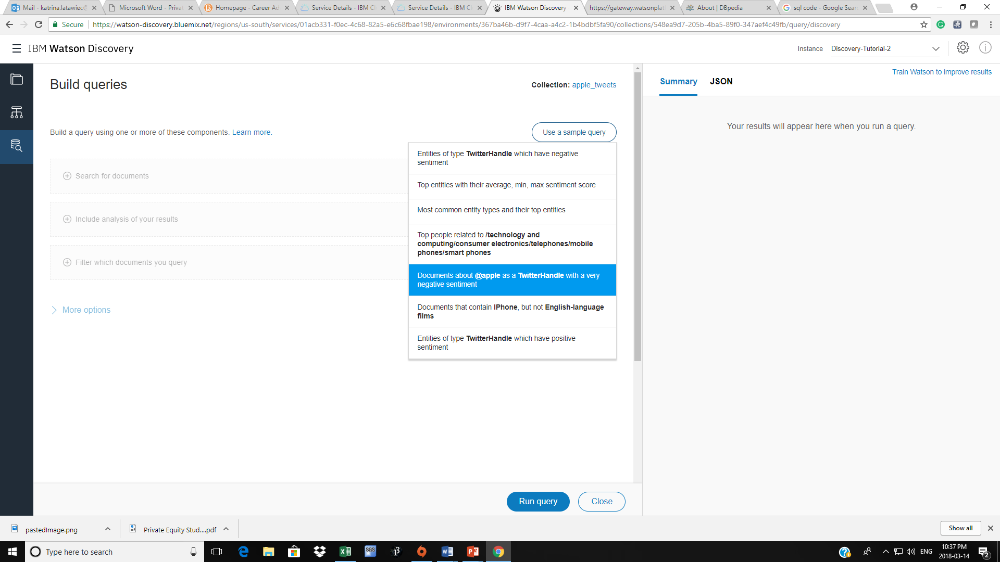 Mail - katrina.latawiec@
Microsoft Word - Privat
Homepage - Career Ad
Service Details - IBM Cl
Service Details - IBM Cl
IBM Watson Discovery
https://gateway.watsonplat
About | DBpedia
sql code - Google Sear
Secure
https://watson-discovery.bluemix.net/regions/us-south/services/01acb331-f0ec-4c68-82a5-e6c68fbae198/environments/367ba46b-d9f7-4caa-a4c2-1b4bdbf5fa90/collections/548ea9d7-205b-4ba5-89f0-347aef4c49fb/query/discovery
IBM Watson Discovery
Instance
Discovery-Tutorial-2
Build queries
Collection: apple_tweets
Build a query using one or more of these components. Learn more.
Use a sample query
Search for documents
Include analysis of your results
Filter which documents you query
More options
Entities of type TwitterHandle which have negative
sentiment
Top entities with their average, min, max sentiment score
Most common entity types and their top entities
Top people related to /technology and
computing/consumer electronics/telephones/mobile
phones/smart phones
Documents about @apple as a TwitterHandle with a very
negative sentiment
Documents that contain IPhone, but not English-language
films
Entities of type TwitterHandle which have positive
sentiment
Run query
Close
Train Watson to improve results
Summary
JSON
Your results will appear here when you run a query.
pastedImage.png
Private Equity Stud....pdf
Show all
Type here to search
ENG
10:37 PM
2018-03-14
2